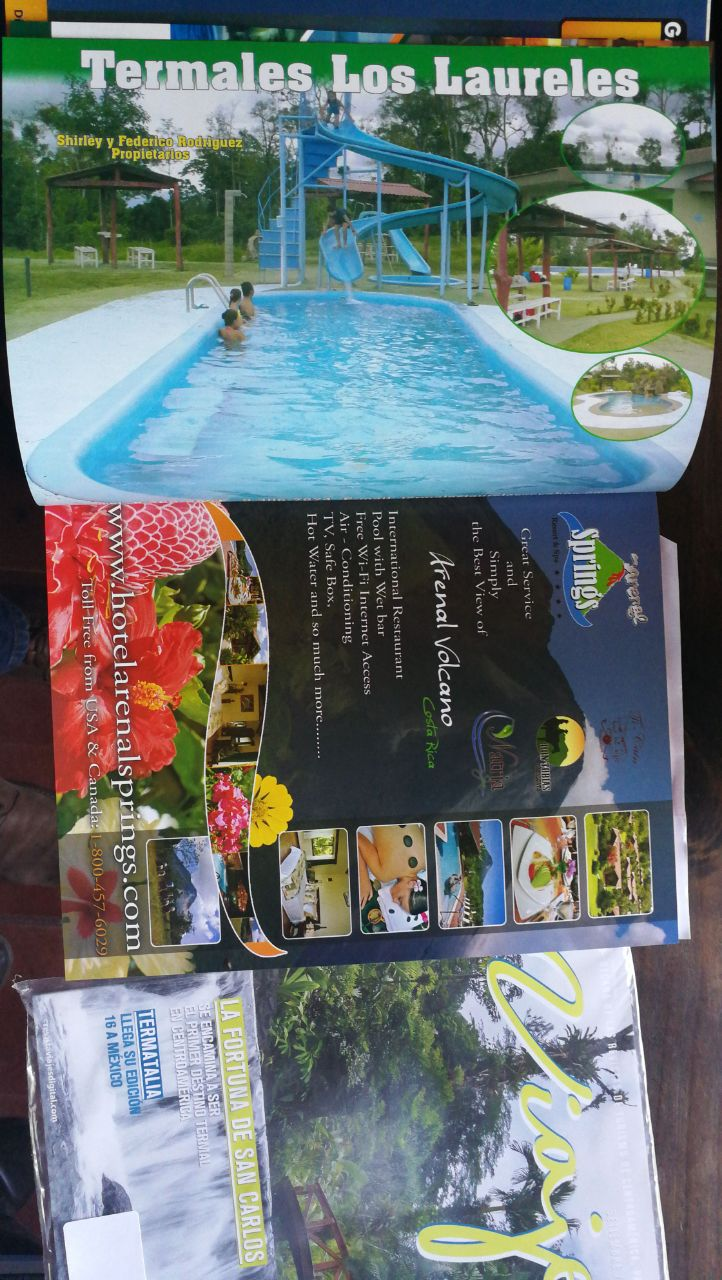 G
Termales Los Laureles
Shirley y Federico Rodriguez
Propietarios
Arenal
Springs
Resort & Spa
Great Service
and
Simply
the Best View of
Arenal Volcano
Costa Rica
International Restaurant
Pool with Wet bar
Free Wi-Fi Internet Access
Air - Conditioning
TV, Safe Box,
Hot Water and so much more........
www.hotelarenalsprings.com
Toll-Free from USA & Canada: 1-800-457-6029
Viaje
LA FORTUNA DE SAN CARLOS
SE ENCAMINA A SER
EL PRIMER DESTINO TERMAL
EN CENTROAMÉRICA
TERMATALIA
LLEGA SU EDICIÓN
16 A MÉXICO